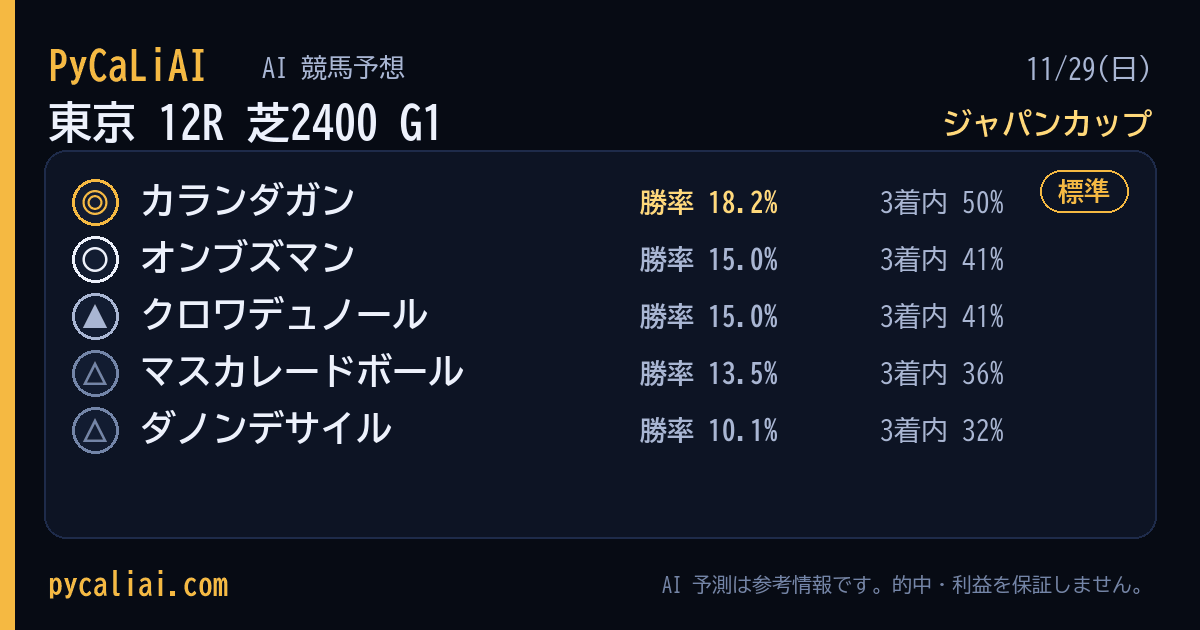 PyCaLiAI AI 競馬予想 11/29(日)
東京 12R 芝2400 G1 ジャパンカップ
◎ カランダガン 勝率 18.2% 3着内 50% 標準
○ オンブズマン 勝率 15.0% 3着内 41%
▲ クロワデュノール 勝率 15.0% 3着内 41%
△ マスカレードボール 勝率 13.5% 3着内 36%
△ ダノンデサイル 勝率 10.1% 3着内 32%
pycaliai.com AI 予測は参考情報です。的中・利益を保証しません。